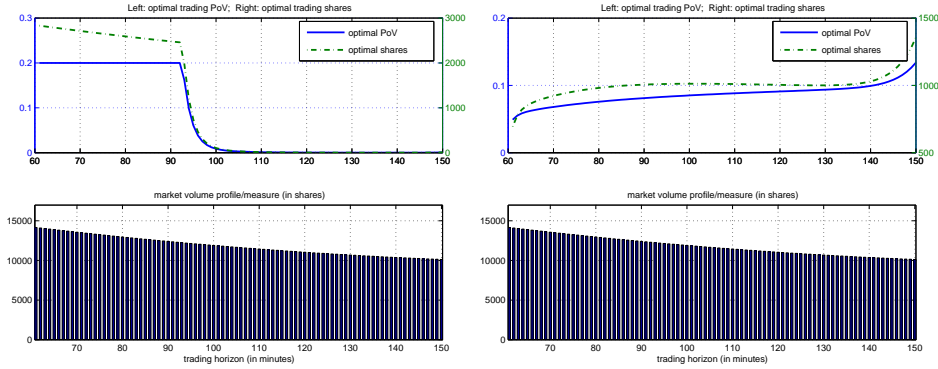 Left: optimal trading PoV;  Right: optimal trading shares
0.3
0.2
0.1
0
3000
2000
1000
0
optimal PoV
optimal shares
60 70 80 90 100 110 120 130 140 150
market volume profile/measure (in shares)
15000
10000
5000
0
70 80 90 100 110 120 130 140 150
trading horizon (in minutes)
Left: optimal trading PoV;  Right: optimal trading shares
0.2
0.1
0
1500
1000
500
optimal PoV
optimal shares
60 70 80 90 100 110 120 130 140 150
market volume profile/measure (in shares)
15000
10000
5000
0
70 80 90 100 110 120 130 140 150
trading horizon (in minutes)